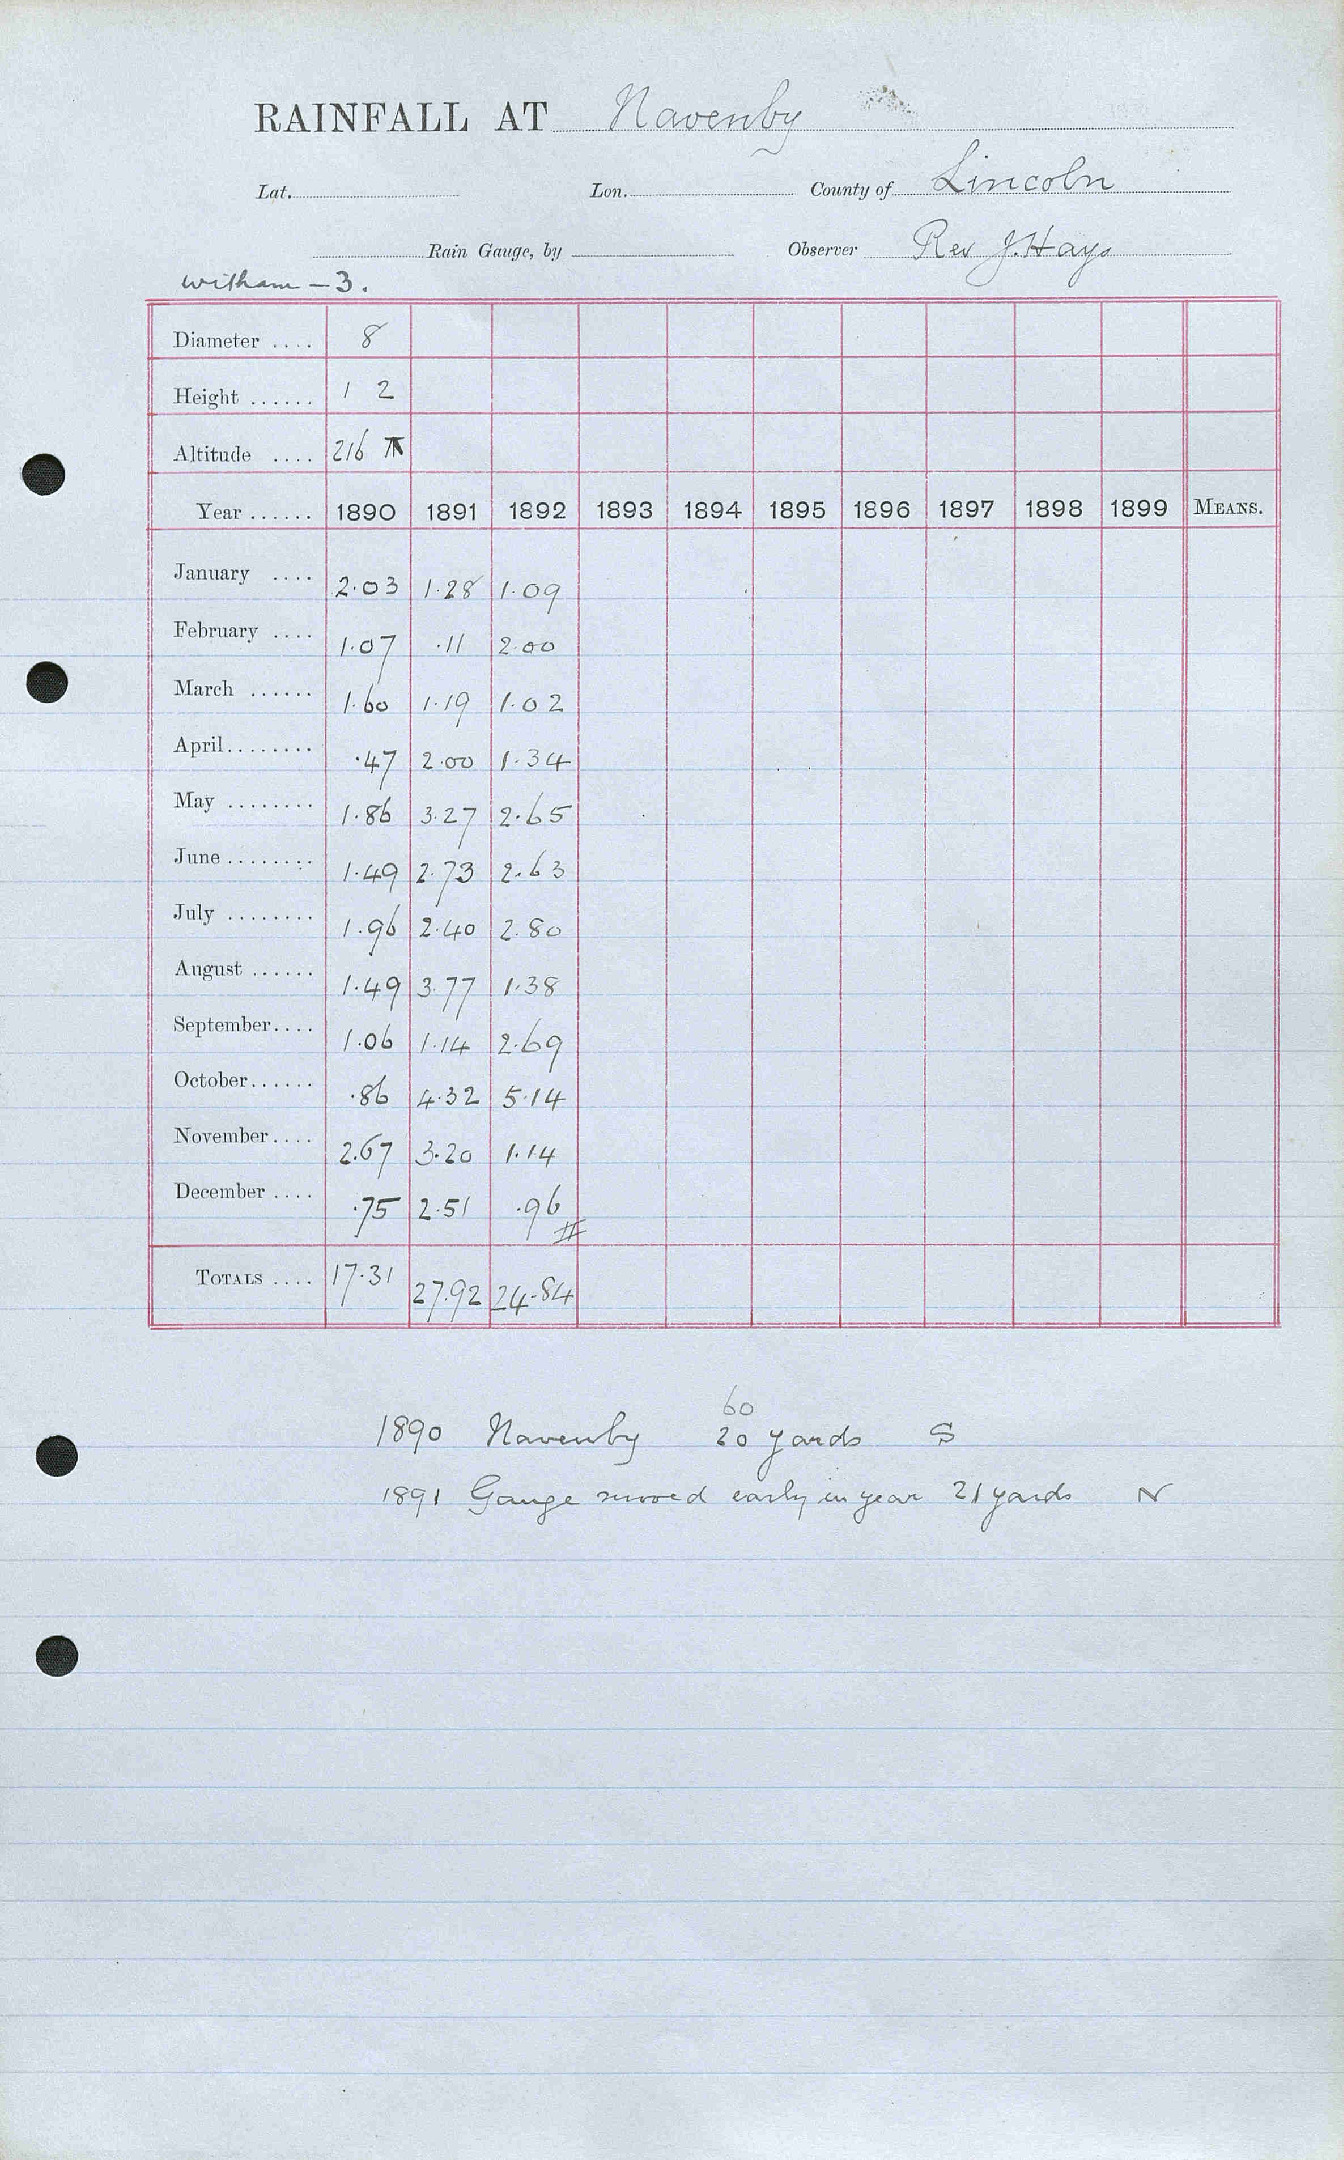 RAINFALL AT Navenby
Lat. Lon. County of Lincoln
Rain Gauge, by Observer Rev J. Hays
Witham - 3.
Diameter .... 8
Height ...... 1 2
Altitude .... 216
Year ...... 1890 1891 1892 1893 1894 1895 1896 1897 1898 1899 MEANS.
January .... 2.03 1.28 1.09
February .... 1.07 .11 2.00
March ...... 1.60 1.19 1.02
April........ .47 2.00 1.34
May ........ 1.86 3.27 2.65
June ........ 1.49 2.73 2.63
July ........ 1.96 2.40 2.80
August ...... 1.49 3.77 1.38
September.... 1.06 1.14 2.69
October...... .86 4.32 5.14
November.... 2.67 3.20 1.14
December .... .75 2.51 .96
TOTALS .... 17.31 27.92 24.84
60
1890 Navenby 20 yards S
1891 Gauge moved early in year 21 yards N